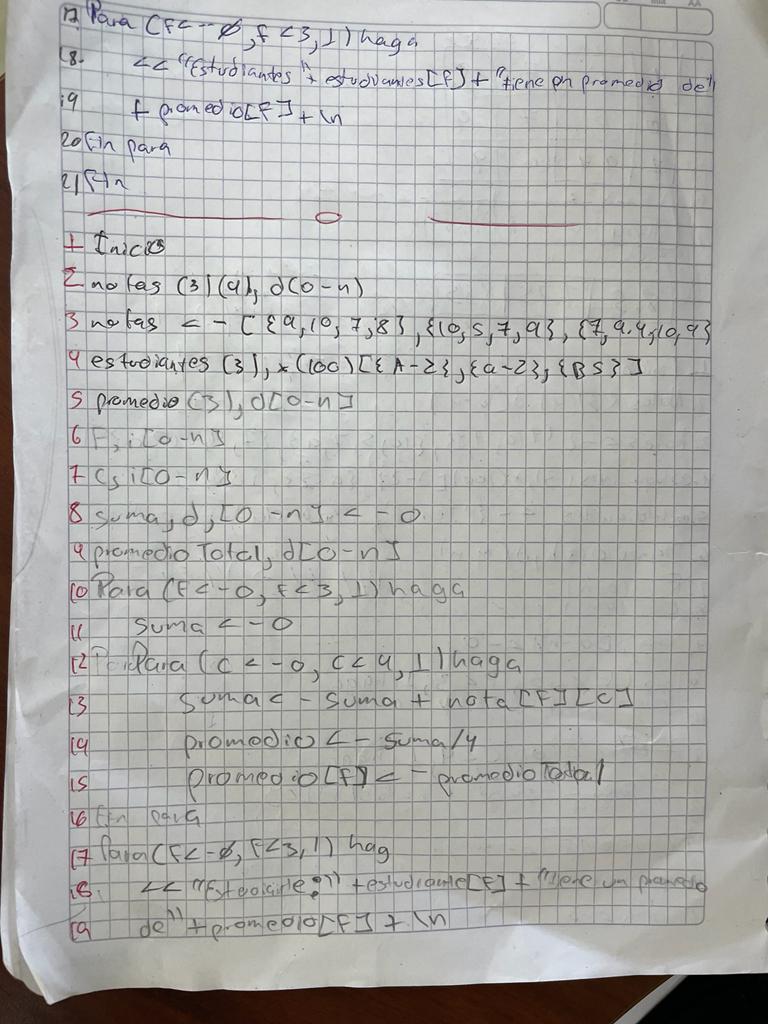 17 Para (F<-0, F<3, 1) haga
18. << "Estudiantes" + estudiantes[F] + "tiene un promedio de"
19 + promedio[F] + \n
20 Fin para
21 Fin
1 Inicio
2 notas (3)(4), d(0-n)
3 notas <- [{9,10,7,8},{10,5,7,9},{7,9.4,10,9}
4 estudiantes (3), *(100)[{A-Z},{a-z},{BS}]
5 promedio (3), d[0-n]
6 F, i[0-n]
7 C, i[0-n]
8 suma, d, [0-n] <-0
9 promedio Total, d[0-n]
10 Para (F<-0, F<3, 1) haga
11 suma <-0
12 Para (C<-0, C<4, 1) haga
13 suma <- suma + nota [F][C]
14 promedio <- suma/4
15 promedio [F] <- promedio Total
16 Fin para
17 Para (F<-0, F<3, 1) hag
18. << + estudiante[F] + "tiene un promedio
19 de" + promedio[F] + \n